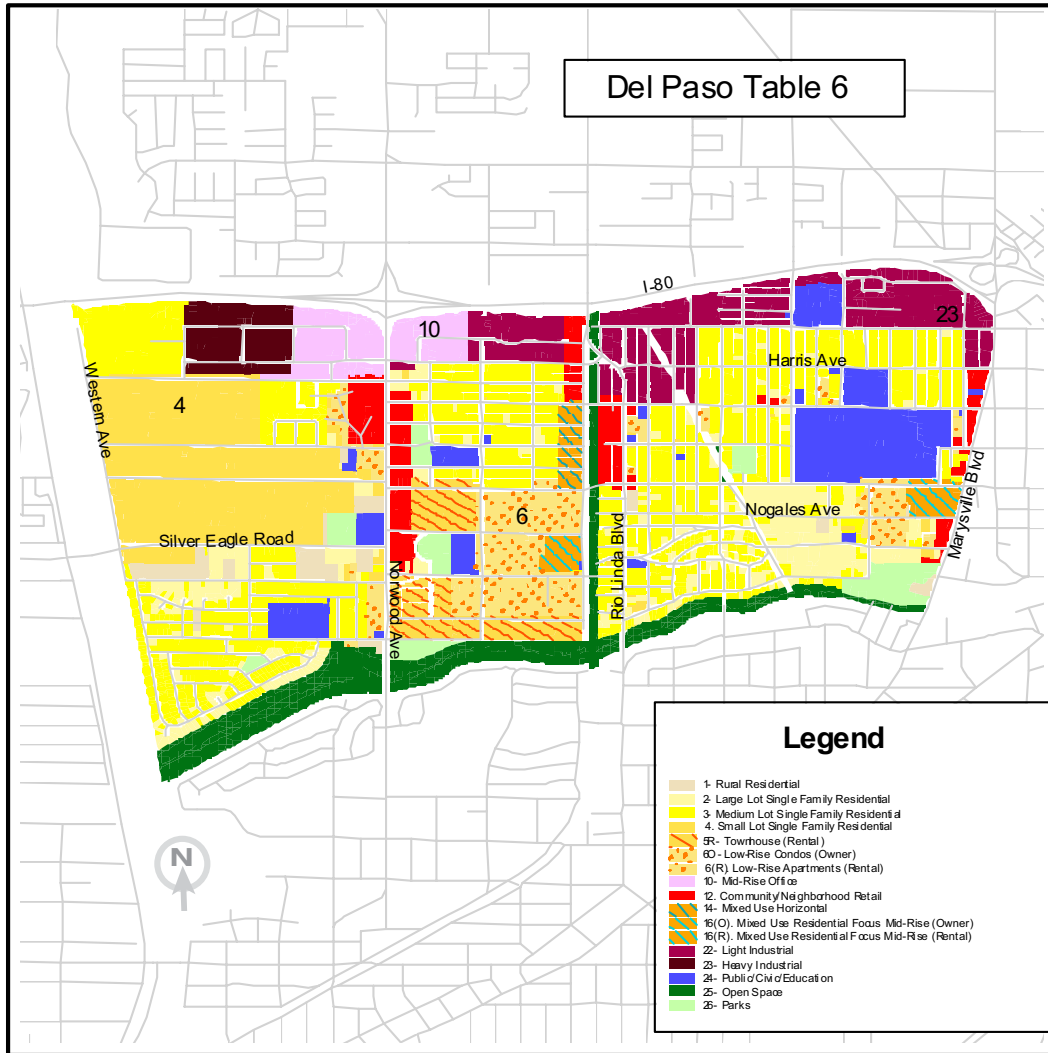 Del Paso Table 6
I-80
10
23
Harris Ave
Western Ave
4
6
Nogales Ave
Marysville Blvd
Silver Eagle Road
Norwood Ave
Rio Linda Blvd
Legend
1- Rural Residential
2- Large Lot Single Family Residential
3- Medium Lot Single Family Residential
4. Small Lot Single Family Residential
5R- Townhouse (Rental)
6O - Low-Rise Condos (Owner)
6(R). Low-Rise Apartments (Rental)
10- Mid-Rise Office
12. Community/Neighborhood Retail
14- Mixed Use Horizontal
16(O). Mixed Use Residential Focus Mid-Rise (Owner)
16(R). Mixed Use Residential Focus Mid-Rise (Rental)
22- Light Industrial
23- Heavy Industrial
24- Public/Civic/Education
25- Open Space
26- Parks
N